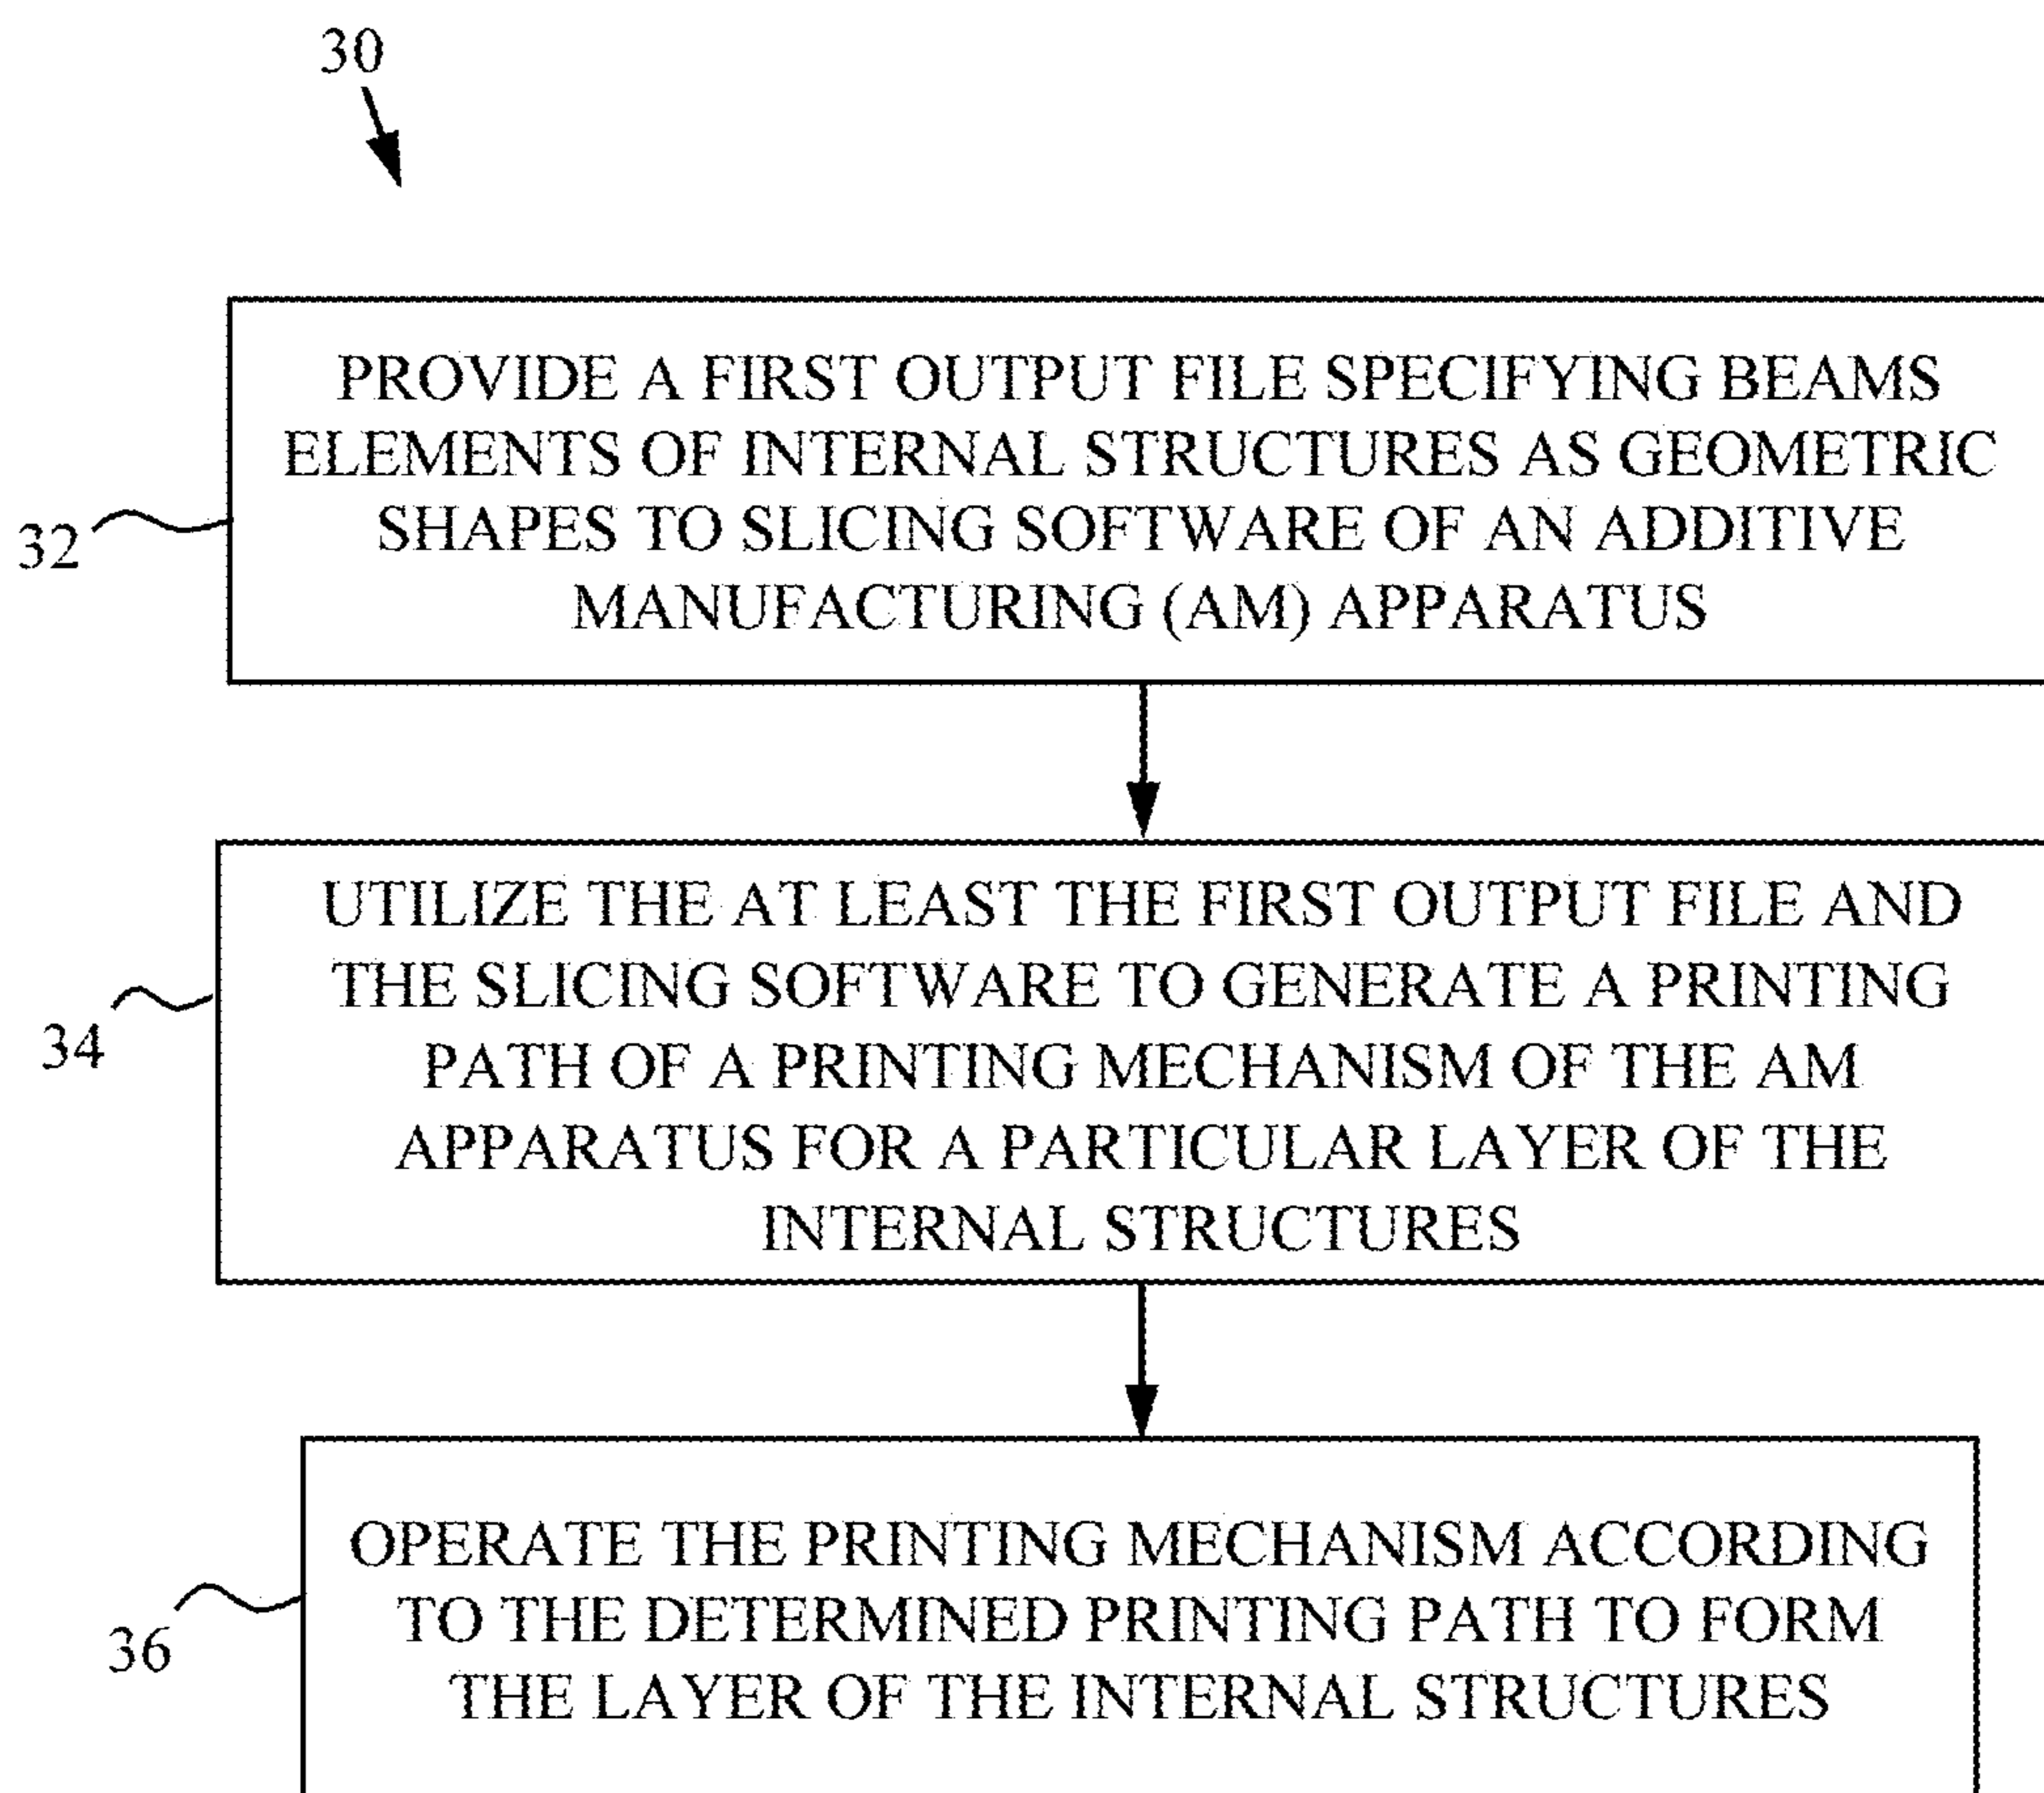 30
PROVIDE A FIRST OUTPUT FILE SPECIFYING BEAMS
ELEMENTS OF INTERNAL STRUCTURES AS GEOMETRIC
SHAPES TO SLICING SOFTWARE OF AN ADDITIVE
MANUFACTURING (AM) APPARATUS
32
UTILIZE THE AT LEAST THE FIRST OUTPUT FILE AND
THE SLICING SOFTWARE TO GENERATE A PRINTING
PATH OF A PRINTING MECHANISM OF THE AM
APPARATUS FOR A PARTICULAR LAYER OF THE
INTERNAL STRUCTURES
34
OPERATE THE PRINTING MECHANISM ACCORDING
TO THE DETERMINED PRINTING PATH TO FORM
THE LAYER OF THE INTERNAL STRUCTURES
36